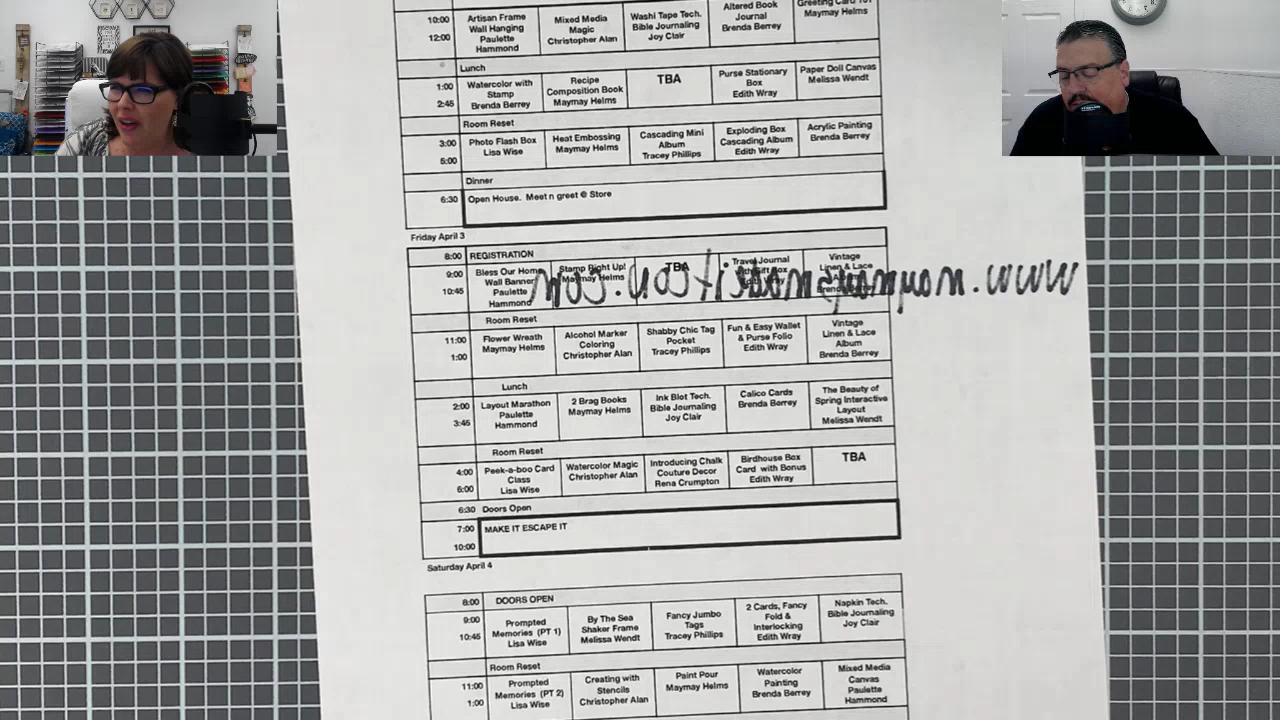 10:00
12:00
Artisan Frame
Wall Hanging
Paulette
Hammond
Mixed Media
Magic
Christopher Alan
Washi Tape Tech.
Bible Journaling
Joy Clair
Altered Book
Journal
Brenda Berrey
Greeting Card 101
Maymay Helms
Lunch
1:00
2:45
Watercolor with
Stamp
Brenda Berrey
Recipe
Composition Book
Maymay Helms
TBA
Purse Stationary
Box
Edith Wray
Paper Doll Canvas
Melissa Wendt
Room Reset
3:00
5:00
Photo Flash Box
Lisa Wise
Heat Embossing
Maymay Helms
Cascading Mini
Album
Tracey Phillips
Exploding Box
Cascading Album
Edith Wray
Acrylic Painting
Brenda Berrey
Dinner
6:30
Open House. Meet n greet @ Store
Friday April 3
8:00
REGISTRATION
9:00
10:45
Bless Our Home
Wall Banner
Paulette
Hammond
Stamp Right Up!
Maymay Helms
TBA
Travel Journal
Vintage
Linen & Lace
www.
.com
Room Reset
11:00
1:00
Flower Wreath
Maymay Helms
Alcohol Marker
Coloring
Christopher Alan
Shabby Chic Tag
Pocket
Tracey Phillips
Fun & Easy Wallet
& Purse Folio
Edith Wray
Vintage
Linen & Lace
Album
Brenda Berrey
Lunch
2:00
3:45
Layout Marathon
Paulette
Hammond
2 Brag Books
Maymay Helms
Ink Blot Tech.
Bible Journaling
Joy Clair
Calico Cards
Brenda Berrey
The Beauty of
Spring Interactive
Layout
Melissa Wendt
Room Reset
4:00
6:00
Peek-a-boo Card
Class
Lisa Wise
Watercolor Magic
Christopher Alan
Introducing Chalk
Couture Decor
Rena Crumpton
Birdhouse Box
Card with Bonus
Edith Wray
TBA
6:30 Doors Open
7:00
10:00
MAKE IT ESCAPE IT
Saturday April 4
8:00
DOORS OPEN
9:00
10:45
Prompted
Memories (PT 1)
Lisa Wise
By The Sea
Shaker Frame
Melissa Wendt
Fancy Jumbo
Tags
Tracey Phillips
2 Cards, Fancy
Fold &
Interlocking
Edith Wray
Napkin Tech.
Bible Journaling
Joy Clair
Room Reset
11:00
1:00
Prompted
Memories (PT 2)
Lisa Wise
Creating with
Stencils
Christopher Alan
Paint Pour
Maymay Helms
Watercolor
Painting
Brenda Berrey
Mixed Media
Canvas
Paulette
Hammond